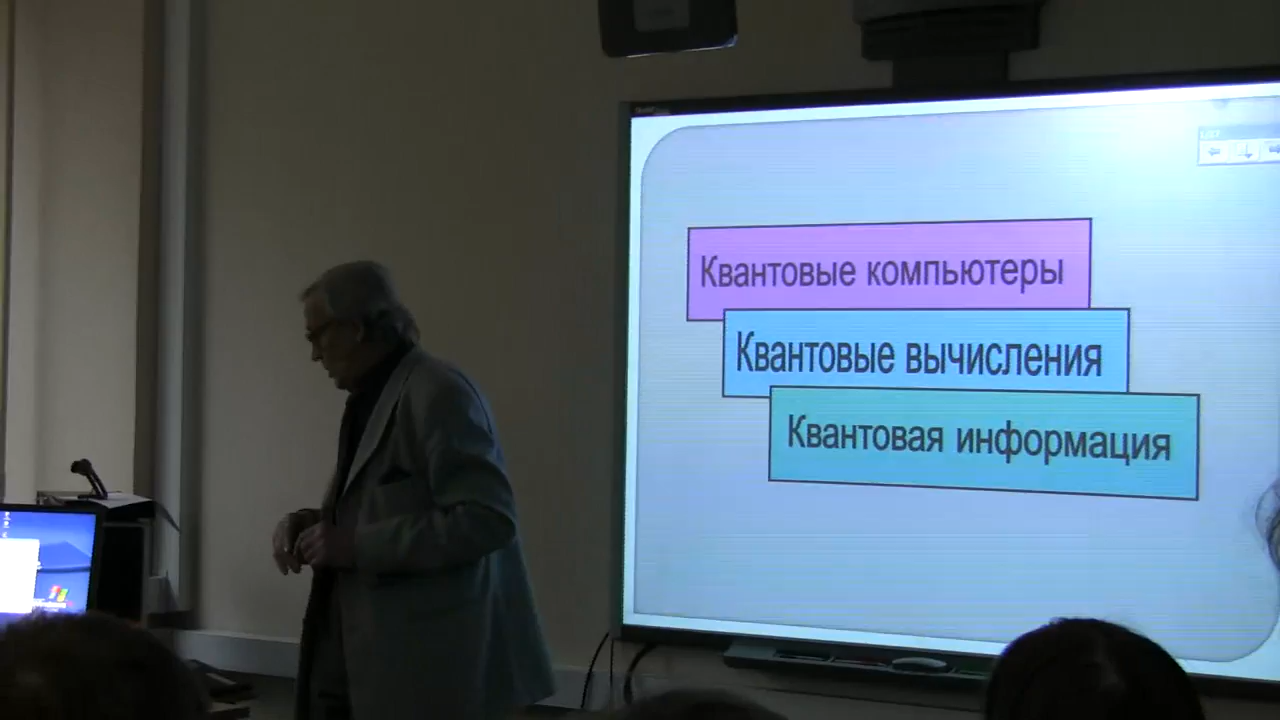 Квантовые компьютеры
Квантовые вычисления
Квантовая информация